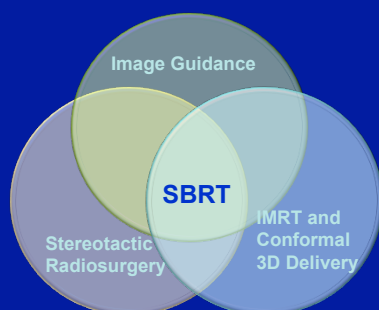 Image Guidance
SBRT
Stereotactic
Radiosurgery
IMRT and
Conformal
3D Delivery